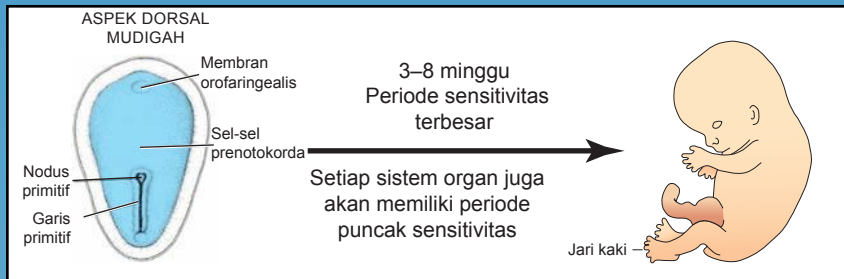 ASPEK DORSAL
MUDIGAH
Membran
orofaringealis
Sel-sel
prenotokorda
Nodus
primitif
Garis
primitif
3–8 minggu
Periode sensitivitas
terbesar
Setiap sistem organ juga
akan memiliki periode
puncak sensitivitas
Jari kaki